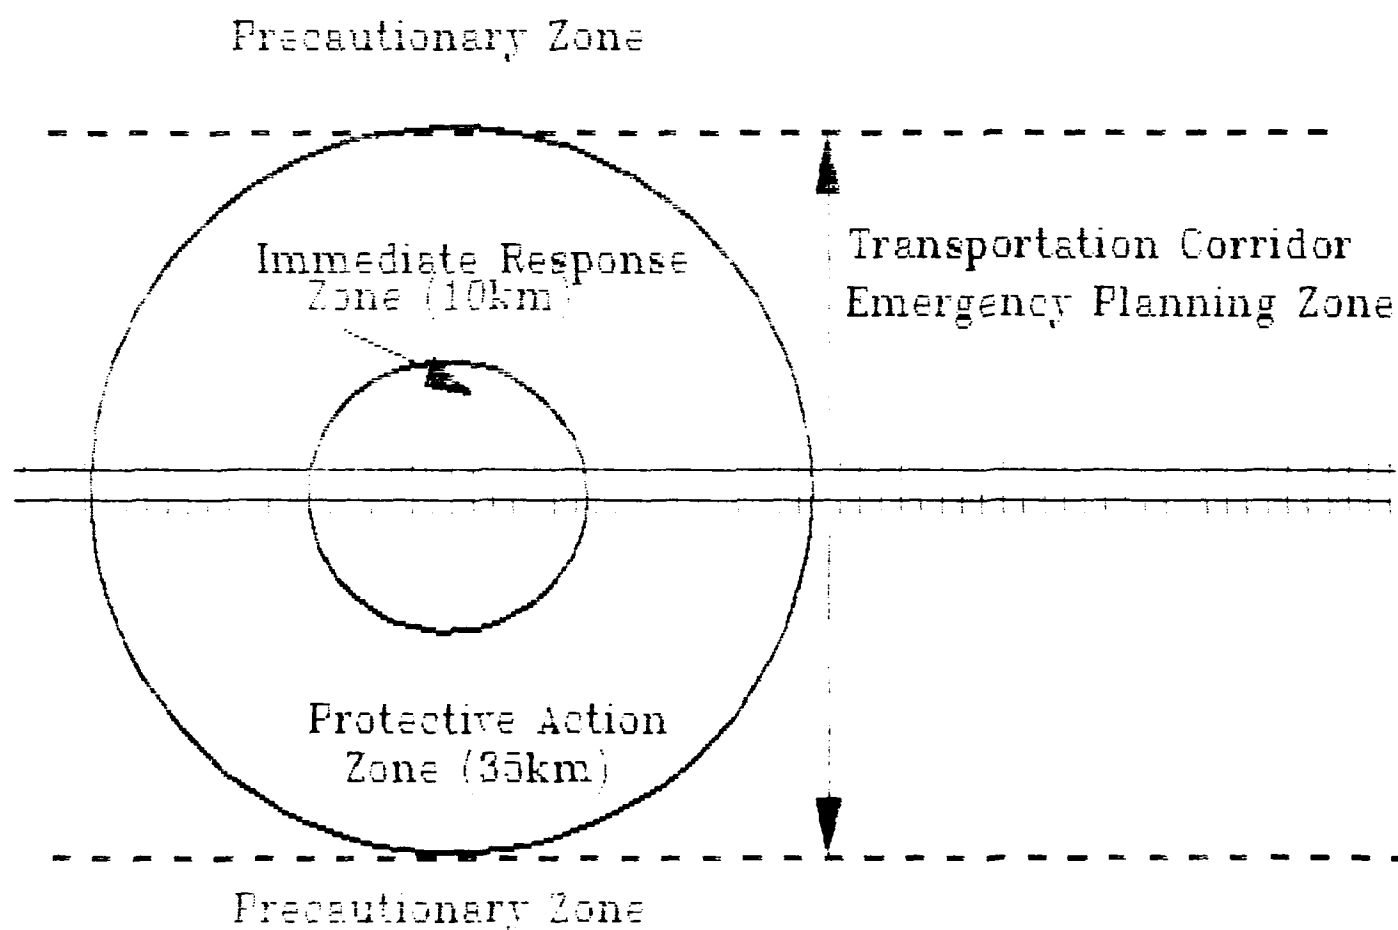 Precautionary Zone
Immediate Response
Zone (10km)
Transportation Corridor
Emergency Planning Zone
Protective Action
Zone (35km)
Precautionary Zone